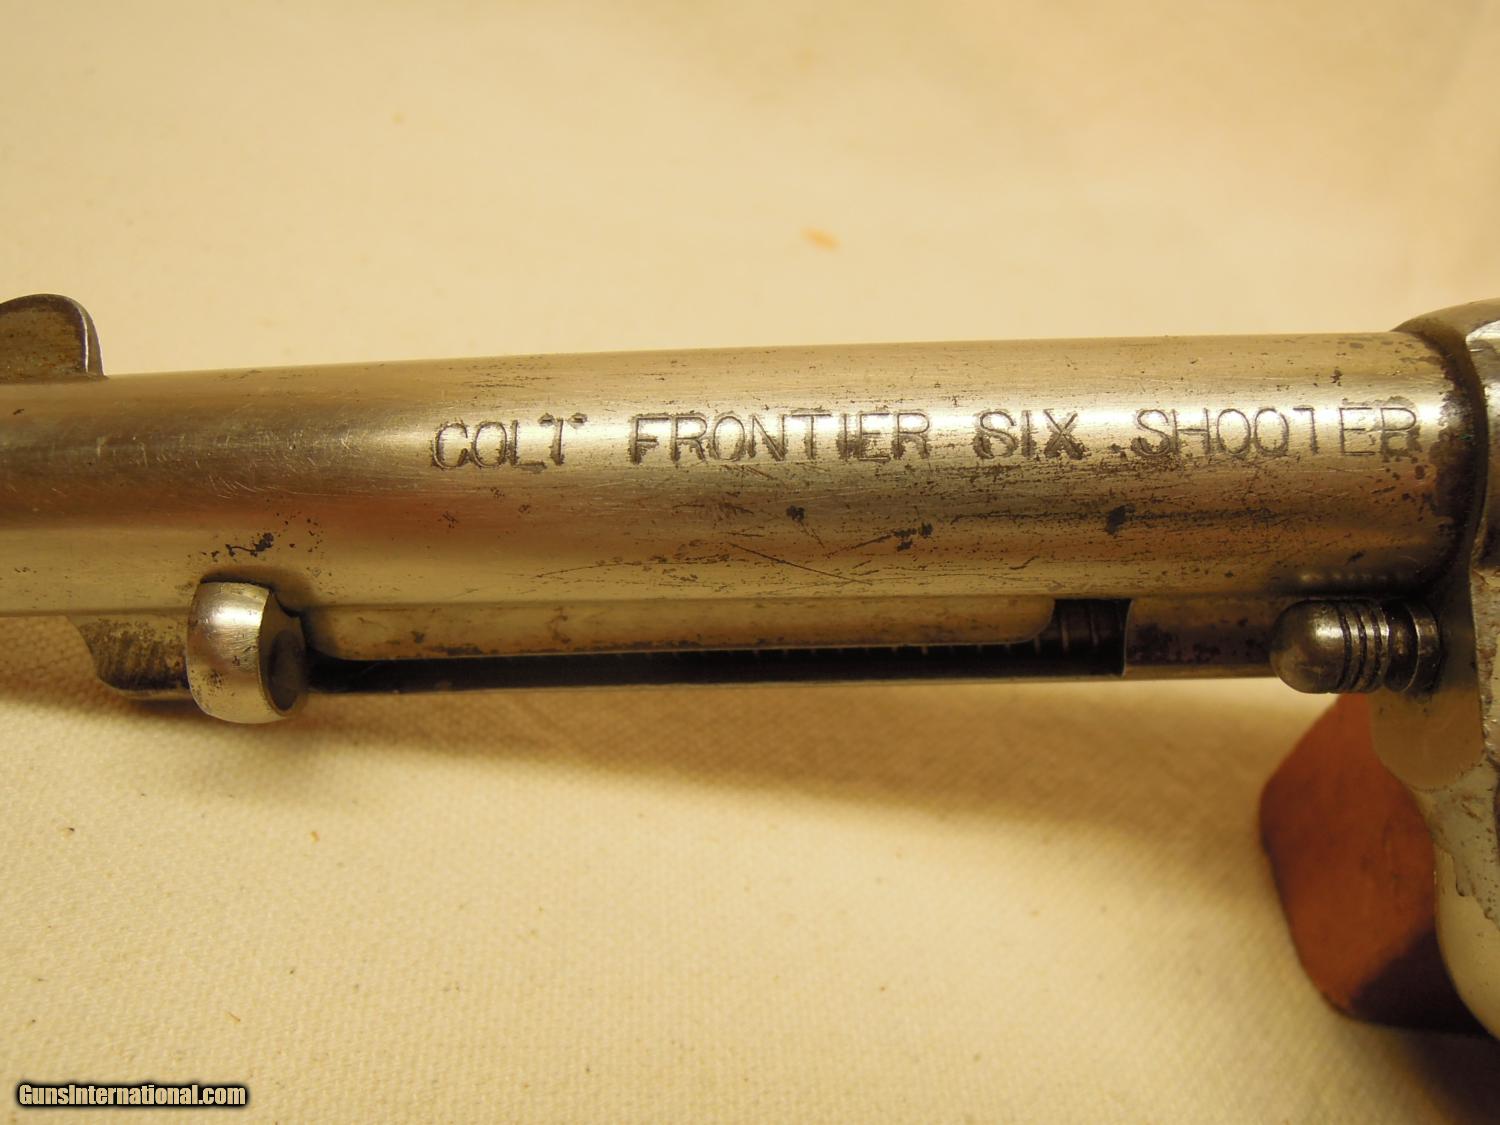 COLT FRONTIER SIX SHOOTER
GunsInternational.com